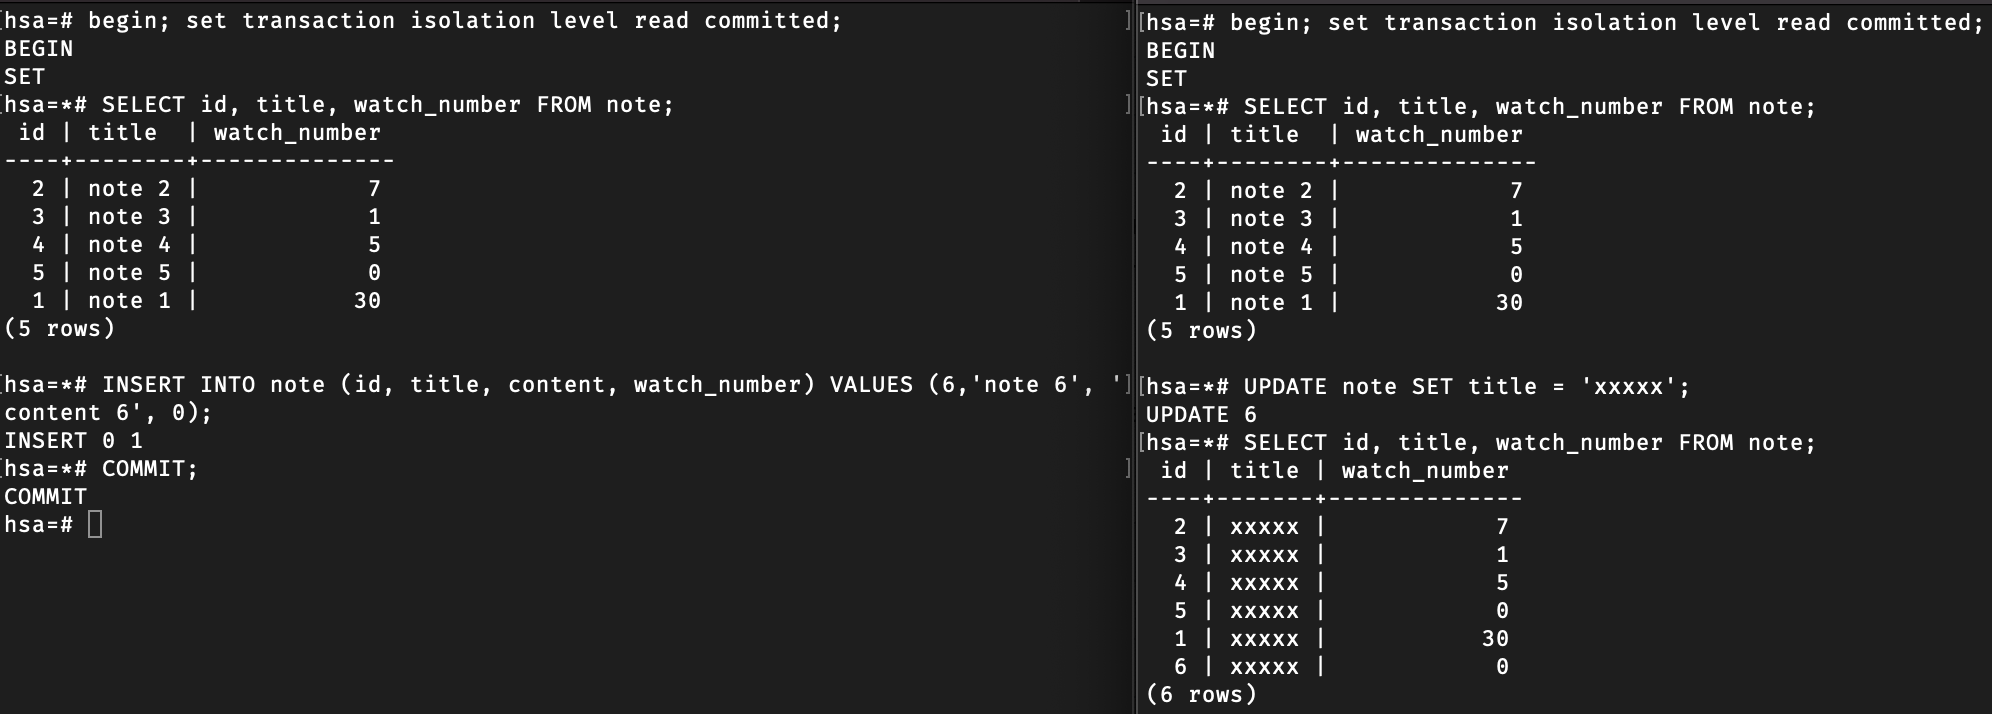 [hsa=# begin; set transaction isolation level read committed;                    ]
BEGIN
SET
[hsa=*# SELECT id, title, watch_number FROM note;                                ]
 id | title  | watch_number
----+--------+--------------
  2 | note 2 |            7
  3 | note 3 |            1
  4 | note 4 |            5
  5 | note 5 |            0
  1 | note 1 |           30
(5 rows)
[hsa=*# INSERT INTO note (id, title, content, watch_number) VALUES (6,'note 6', ']
content 6', 0);
INSERT 0 1
[hsa=*# COMMIT;                                                                  ]
COMMIT
hsa=#
[hsa=# begin; set transaction isolation level read committed;
BEGIN
SET
[hsa=*# SELECT id, title, watch_number FROM note;
 id | title  | watch_number
----+--------+--------------
  2 | note 2 |            7
  3 | note 3 |            1
  4 | note 4 |            5
  5 | note 5 |            0
  1 | note 1 |           30
(5 rows)
[hsa=*# UPDATE note SET title = 'xxxxx';
UPDATE 6
[hsa=*# SELECT id, title, watch_number FROM note;
 id | title | watch_number
----+-------+--------------
  2 | xxxxx |            7
  3 | xxxxx |            1
  4 | xxxxx |            5
  5 | xxxxx |            0
  1 | xxxxx |           30
  6 | xxxxx |            0
(6 rows)